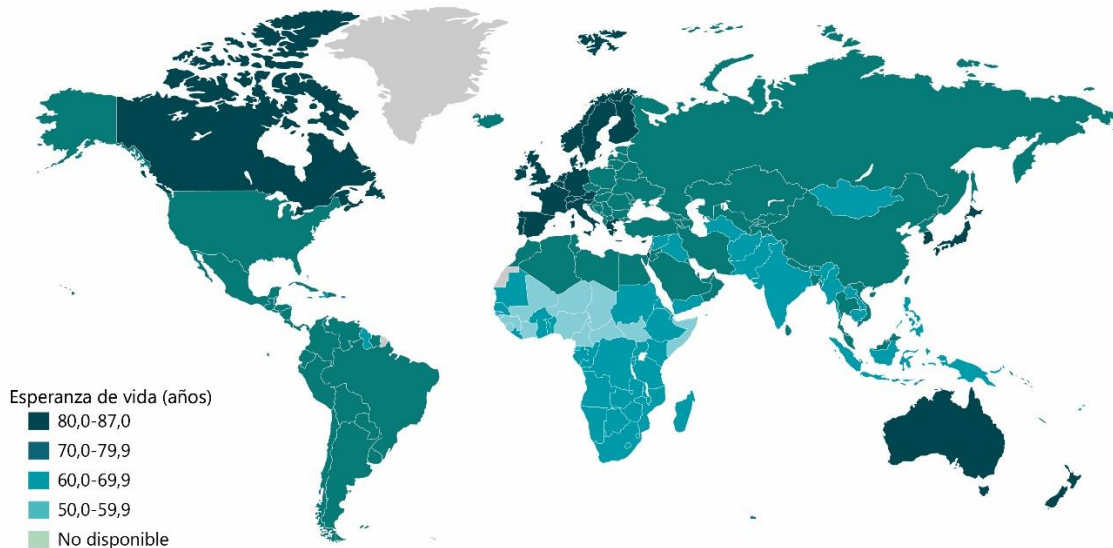 Esperanza de vida (años)
80,0-87,0
70,0-79,9
60,0-69,9
50,0-59,9
No disponible